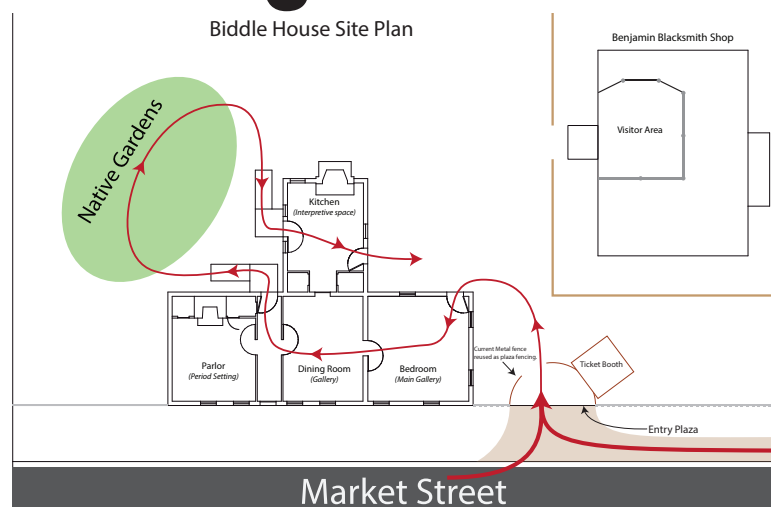 Biddle House Site Plan
Benjamin Blacksmith Shop
Visitor Area
Native Gardens
Kitchen
(Interpretive space)
Current Metal fence
reused as plaza fencing.
Ticket Booth
Parlor
(Period Setting)
Dining Room
(Gallery)
Bedroom
(Main Gallery)
Entry Plaza
Market Street